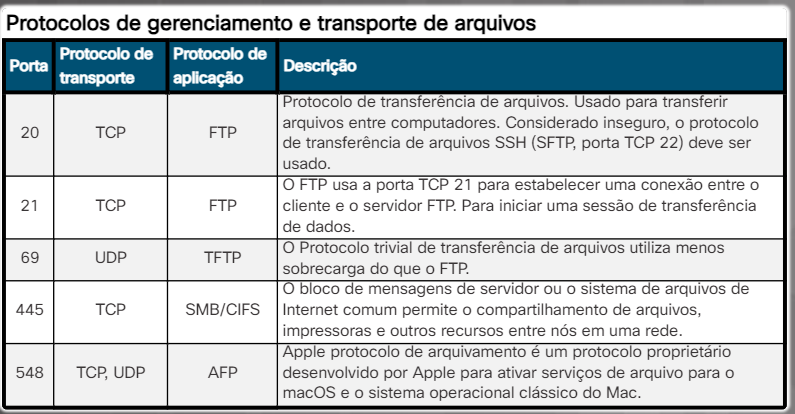 Protocolos de gerenciamento e transporte de arquivos
Porta
Protocolo de
transporte
Protocolo de
aplicação
Descrição
20
TCP
FTP
Protocolo de transferência de arquivos. Usado para transferir
arquivos entre computadores. Considerado inseguro, o protocolo
de transferência de arquivos SSH (SFTP, porta TCP 22) deve ser
usado.
21
TCP
FTP
O FTP usa a porta TCP 21 para estabelecer uma conexão entre o
cliente e o servidor FTP. Para iniciar uma sessão de transferência
de dados.
69
UDP
TFTP
O Protocolo trivial de transferência de arquivos utiliza menos
sobrecarga do que o FTP.
445
TCP
SMB/CIFS
O bloco de mensagens de servidor ou o sistema de arquivos de
Internet comum permite o compartilhamento de arquivos,
impressoras e outros recursos entre nós em uma rede.
548
TCP, UDP
AFP
Apple protocolo de arquivamento é um protocolo proprietário
desenvolvido por Apple para ativar serviços de arquivo para o
macOS e o sistema operacional clássico do Mac.